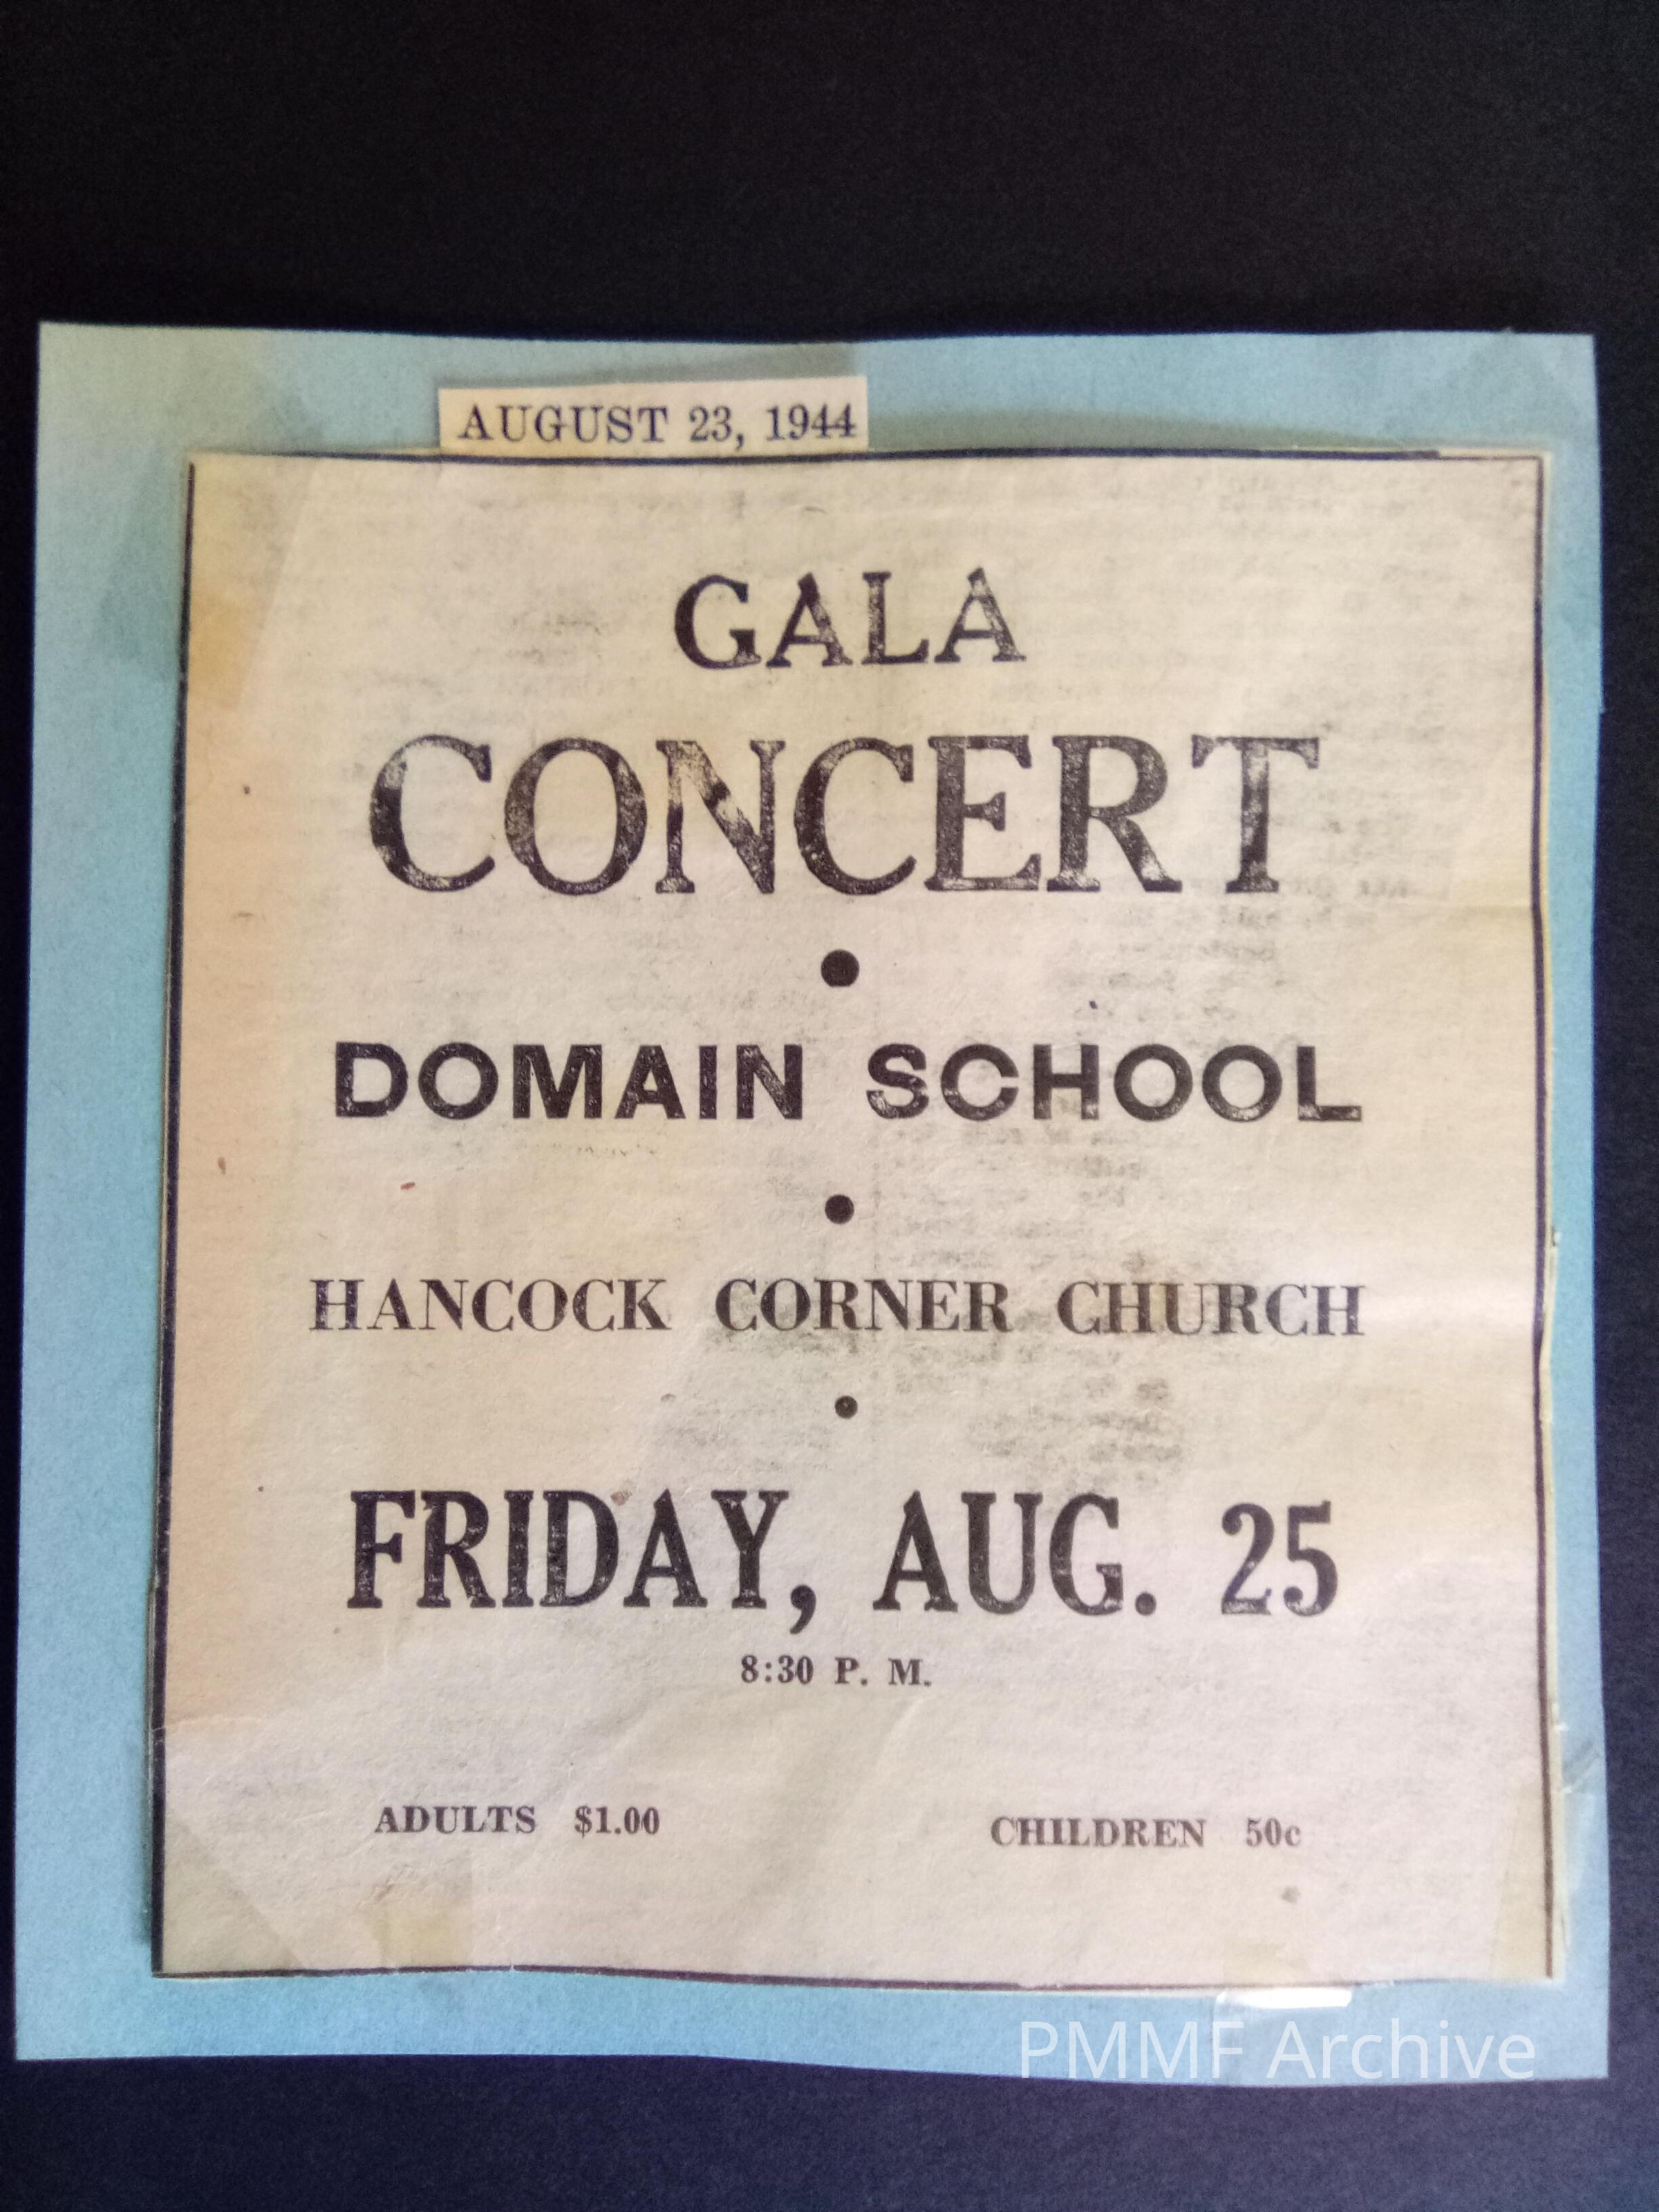 AUGUST 23, 1944
GALA
CONCERT
•
DOMAIN SCHOOL
•
HANCOCK CORNER CHURCH
•
FRIDAY, AUG. 25
8:30 P. M.
ADULTS $1.00 CHILDREN 50c
PMMF Archive